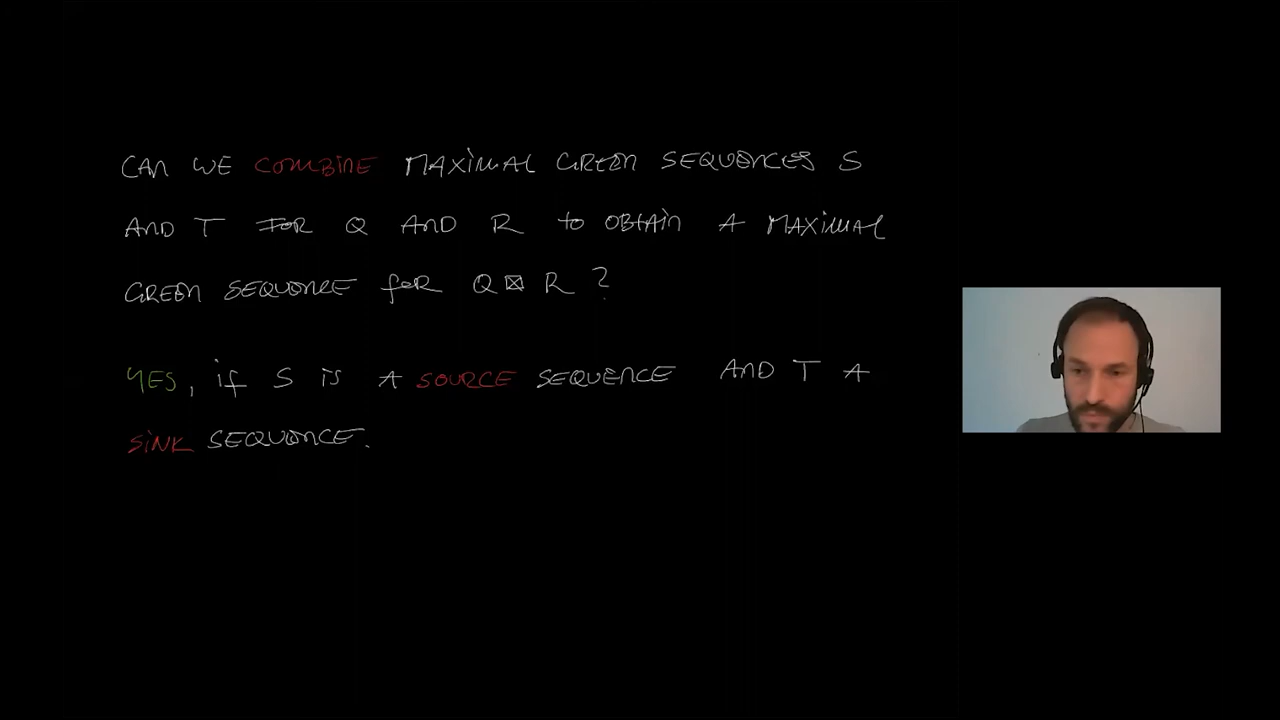 CAN WE COMBINE MAXIMAL GREEN SEQUENCES S
AND T FOR Q AND R to OBTAIN A MAXIMAL
GREEN SEQUENCE for Q ⊠ R ?
YES, if S is A SOURCE SEQUENCE AND T A
SINK SEQUENCE.